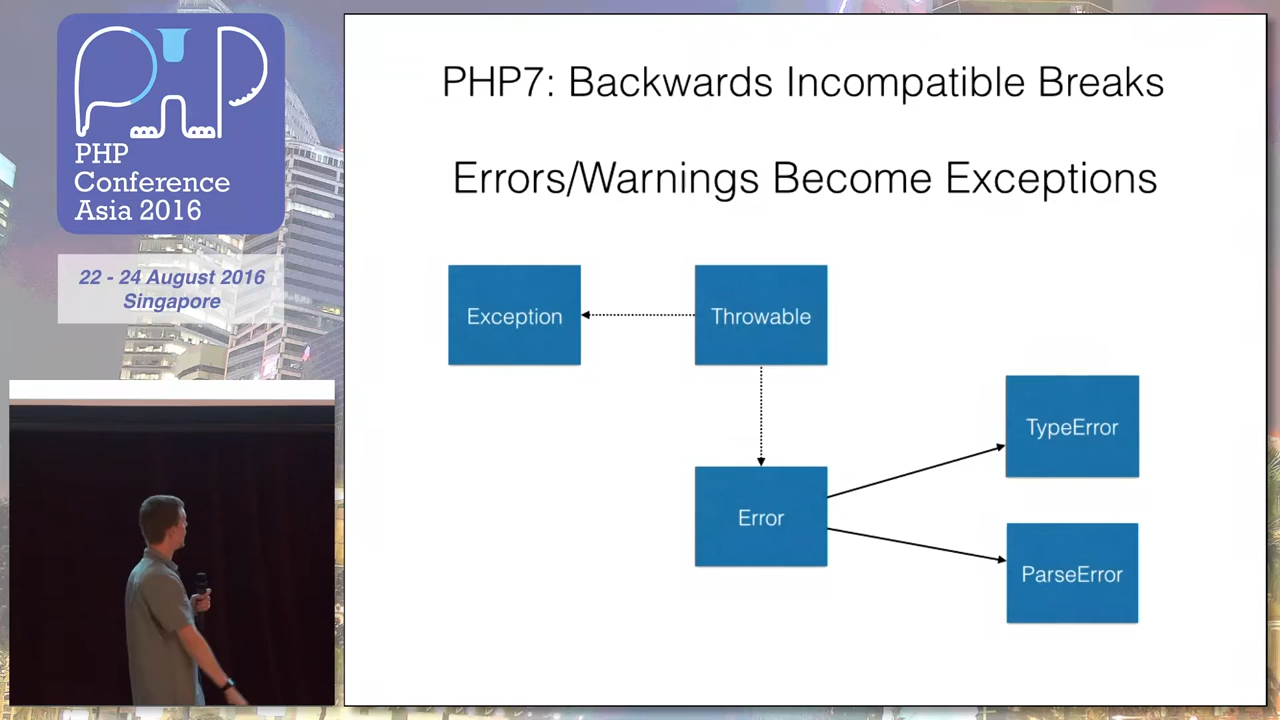 PHP
PHP
Conference
Asia 2016
22 - 24 August 2016
Singapore
PHP7: Backwards Incompatible Breaks
Errors/Warnings Become Exceptions
Exception
Throwable
TypeError
Error
ParseError